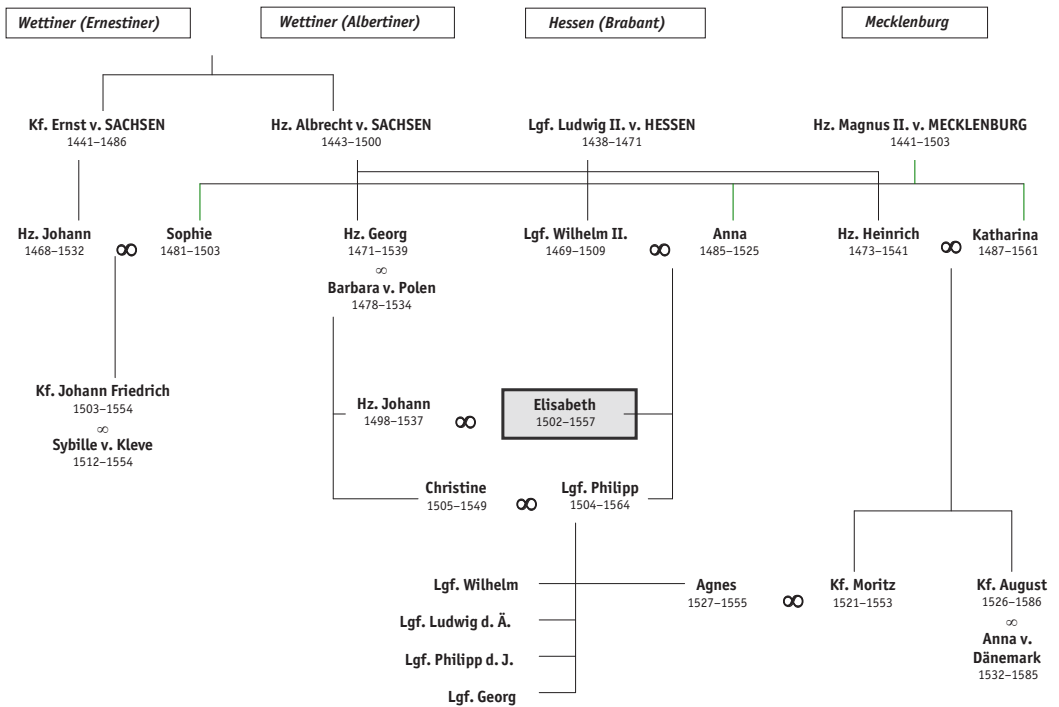 Wettiner (Ernestiner)
Wettiner (Albertiner)
Hessen (Brabant)
Mecklenburg
Kf. Ernst v. SACHSEN
1441–1486
Hz. Albrecht v. SACHSEN
1443–1500
Lgf. Ludwig II. v. HESSEN
1438–1471
Hz. Magnus II. v. MECKLENBURG
1441–1503
Hz. Johann
1468–1532
∞
Sophie
1481–1503
Hz. Georg
1471–1539
∞
Barbara v. Polen
1478–1534
Lgf. Wilhelm II.
1469–1509
∞
Anna
1485–1525
Hz. Heinrich
1473–1541
∞
Katharina
1487–1561
Kf. Johann Friedrich
1503–1554
∞
Sybille v. Kleve
1512–1554
Hz. Johann
1498–1537
∞
Elisabeth
1502–1557
Christine
1505–1549
∞
Lgf. Philipp
1504–1564
Lgf. Wilhelm
Lgf. Ludwig d. Ä.
Lgf. Philipp d. J.
Lgf. Georg
Agnes
1527–1555
∞
Kf. Moritz
1521–1553
Kf. August
1526–1586
∞
Anna v.
Dänemark
1532–1585